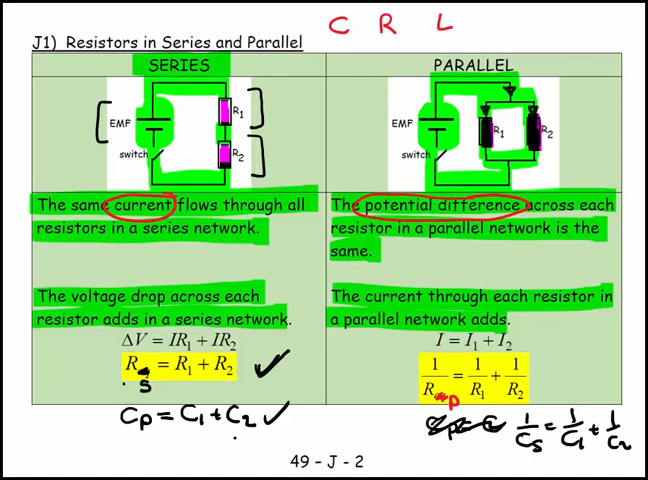 C R L
J1) Resistors in Series and Parallel
SERIES
PARALLEL
EMF
R₁
switch
R₂
EMF
R₁
R₂
switch
The same current flows through all
resistors in a series network.
The potential difference across each
resistor in a parallel network is the
same.
The voltage drop across each
resistor adds in a series network.
ΔV = IR₁ + IR₂
R s = R₁ + R₂
Cp = C₁ + C₂
The current through each resistor in
a parallel network adds.
I = I₁ + I₂
1/R p = 1/R₁ + 1/R₂
1/Cs = 1/C₁ + 1/C₂
49 – J – 2